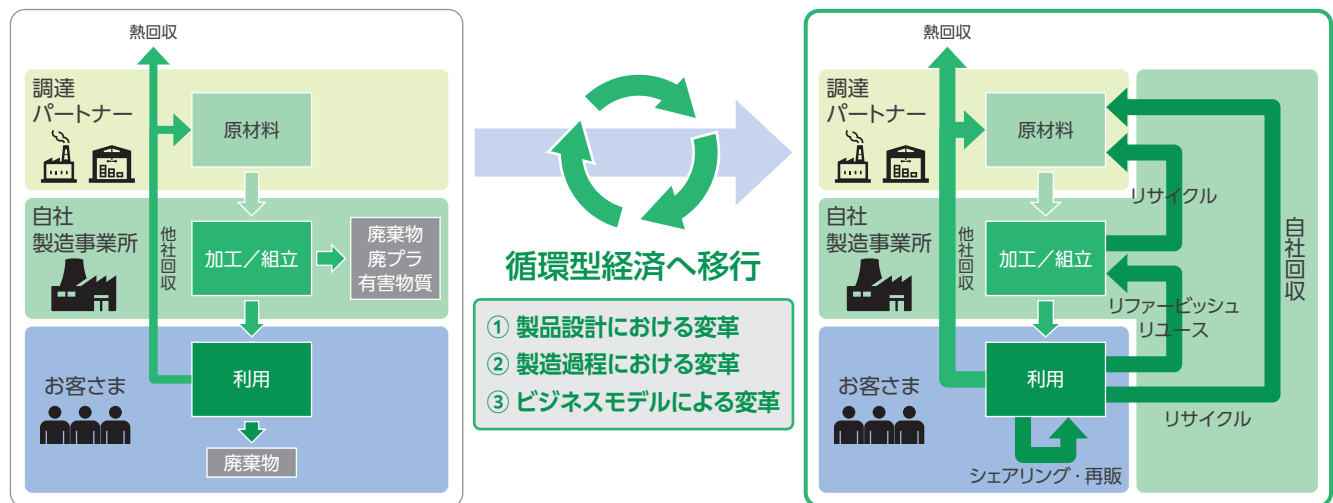 熱回収
調達
パートナー
原材料
自社
製造事業所
他社回収
加工／組立
廃棄物
廃プラ
有害物質
お客さま
利用
廃棄物
循環型経済へ移行
① 製品設計における変革
② 製造過程における変革
③ ビジネスモデルによる変革
熱回収
調達
パートナー
原材料
リサイクル
自社
製造事業所
他社回収
加工／組立
自社回収
リファービッシュ
リユース
お客さま
利用
リサイクル
シェアリング・再販